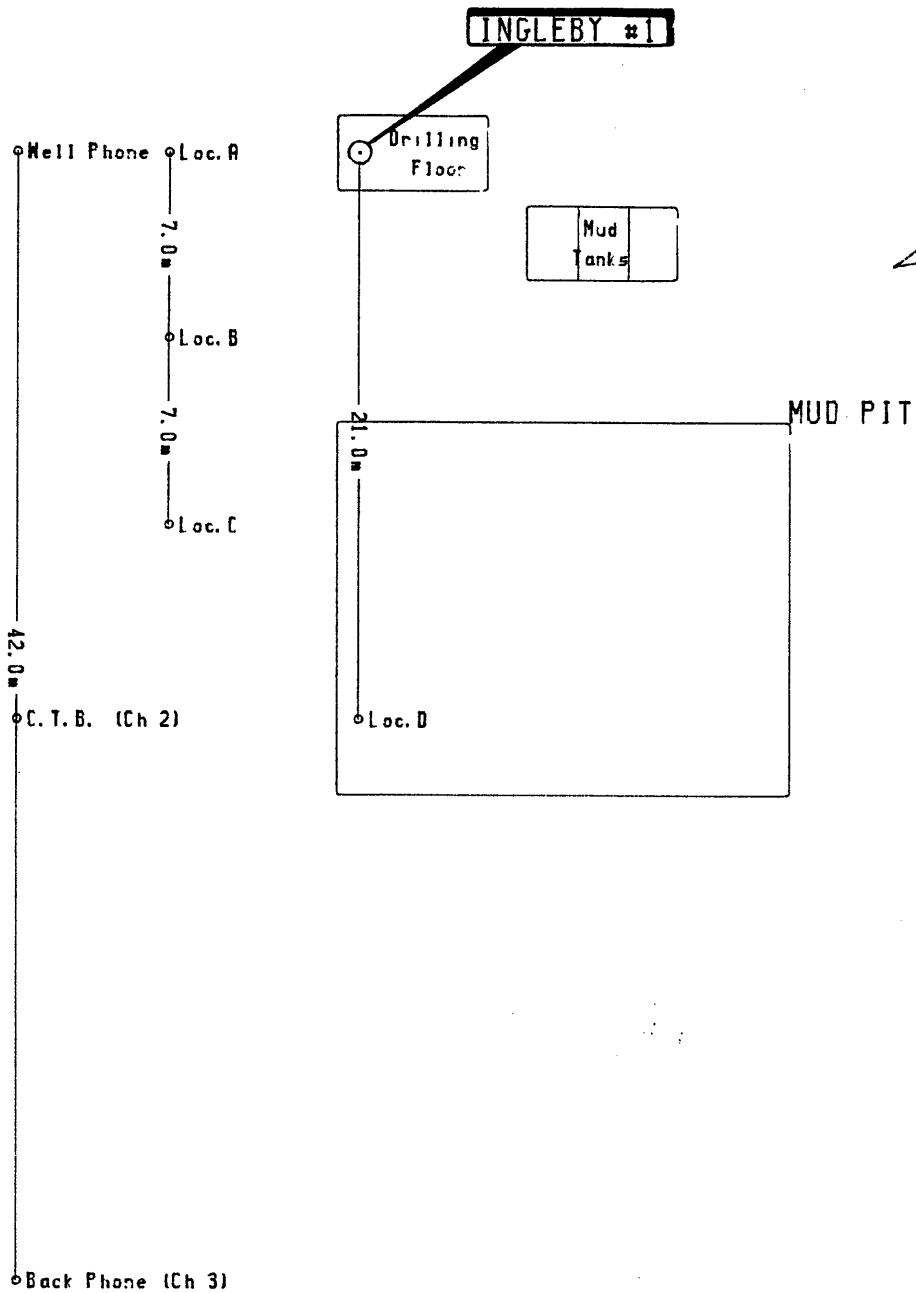 INGLEBY #1
Well Phone
Loc. A
Drilling
Floor
7.0m
Mud
Tanks
Loc. B
7.0m
21.0m
MUD PIT
Loc. C
42.0m
C.T.B. (Ch 2)
Loc. D
Back Phone (Ch 3)